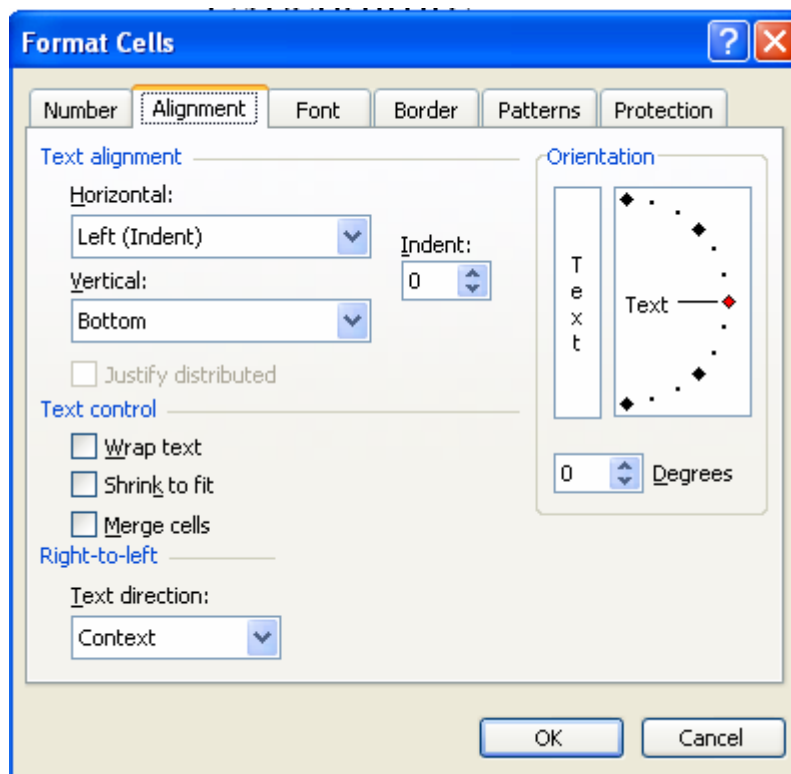 Format Cells
?
Number Alignment Font Border Patterns Protection
Text alignment
Horizontal:
Left (Indent)
Indent:
0
Vertical:
Bottom
Justify distributed
Text control
Wrap text
Shrink to fit
Merge cells
Right-to-left
Text direction:
Context
Orientation
Text
Text
0 Degrees
OK Cancel